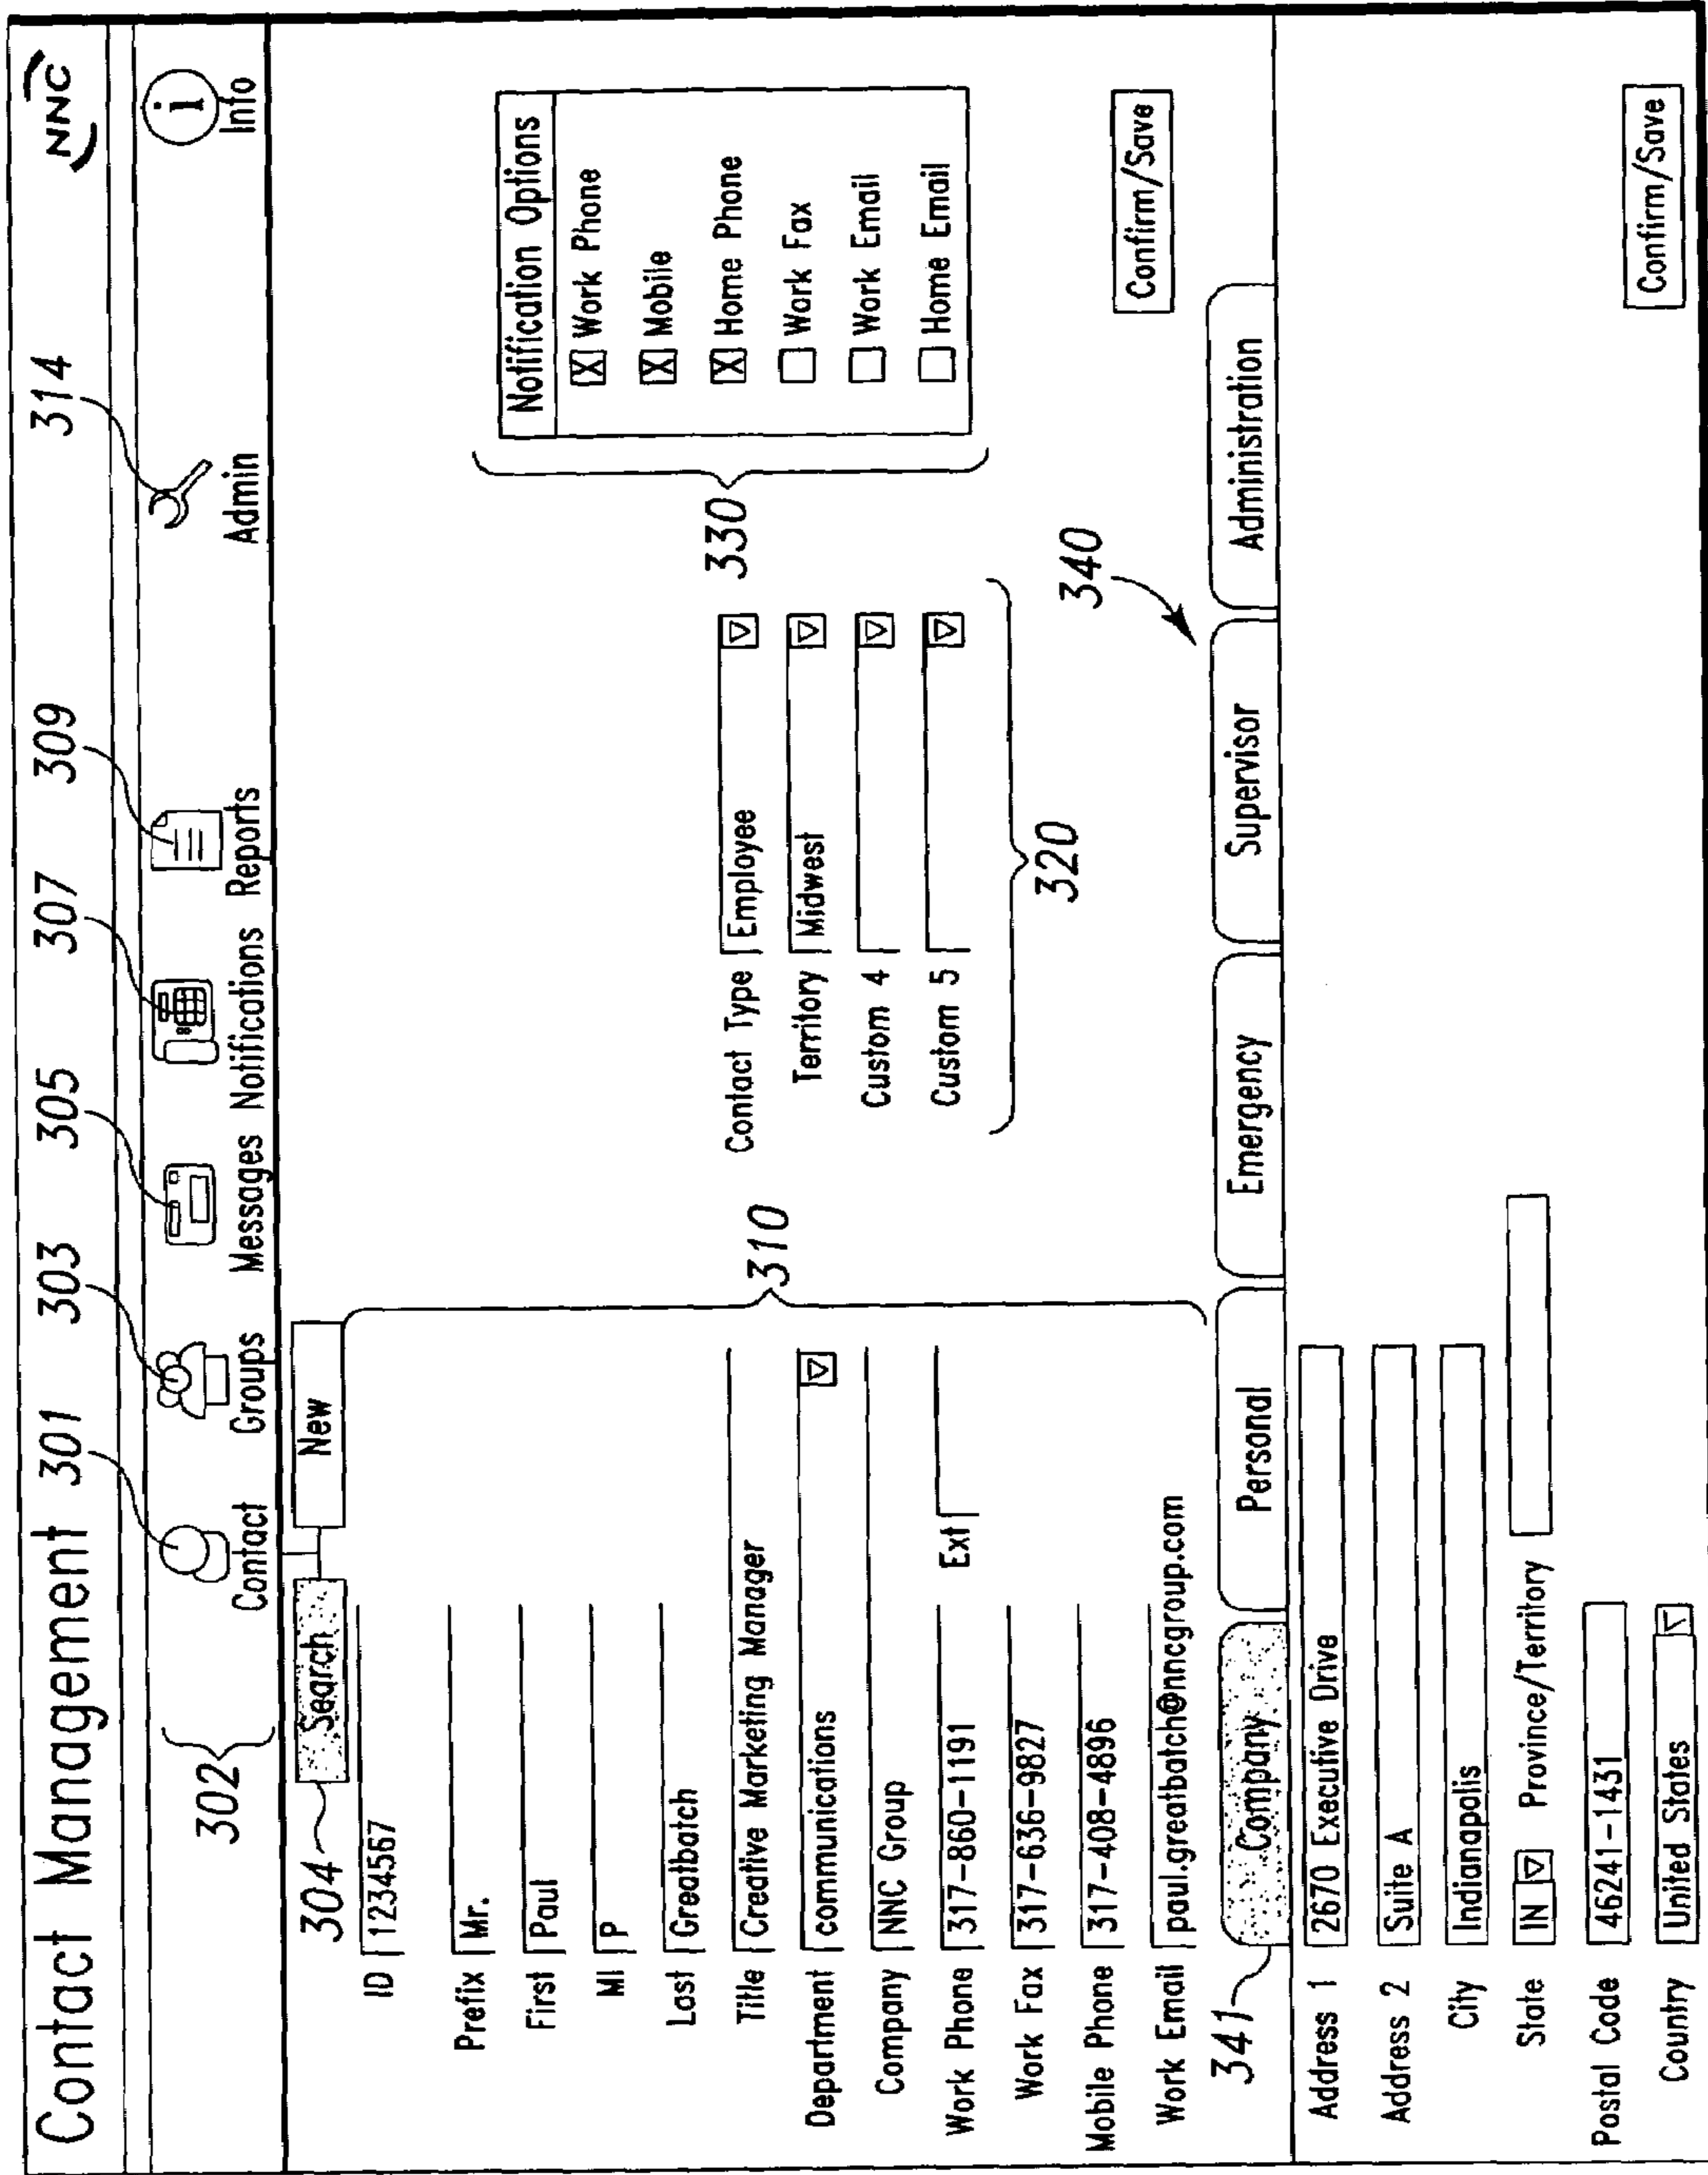 Contact Management
NNC
301 303 305 307 309 314
302
Contact Groups Messages Notifications Reports Admin Info
i
304 Search New
ID 1234567
Prefix Mr.
First Paul
MI P
Last Greatbatch
Title Creative Marketing Manager
Department communications
Company NNC Group
Work Phone 317-860-1191 Ext
Work Fax 317-636-9827
Mobile Phone 317-408-4896
Work Email paul.greatbatch@nncgroup.com
310
Contact Type Employee
Territory Midwest
Custom 4
Custom 5
320
330
Notification Options
X Work Phone
X Mobile
X Home Phone
Work Fax
Work Email
Home Email
Confirm/Save
340
341
Company Personal Emergency Supervisor Administration
Address 1 2670 Executive Drive
Address 2 Suite A
City Indianapolis
State IN Province/Territory
Postal Code 46241-1431
Country United States
Confirm/Save